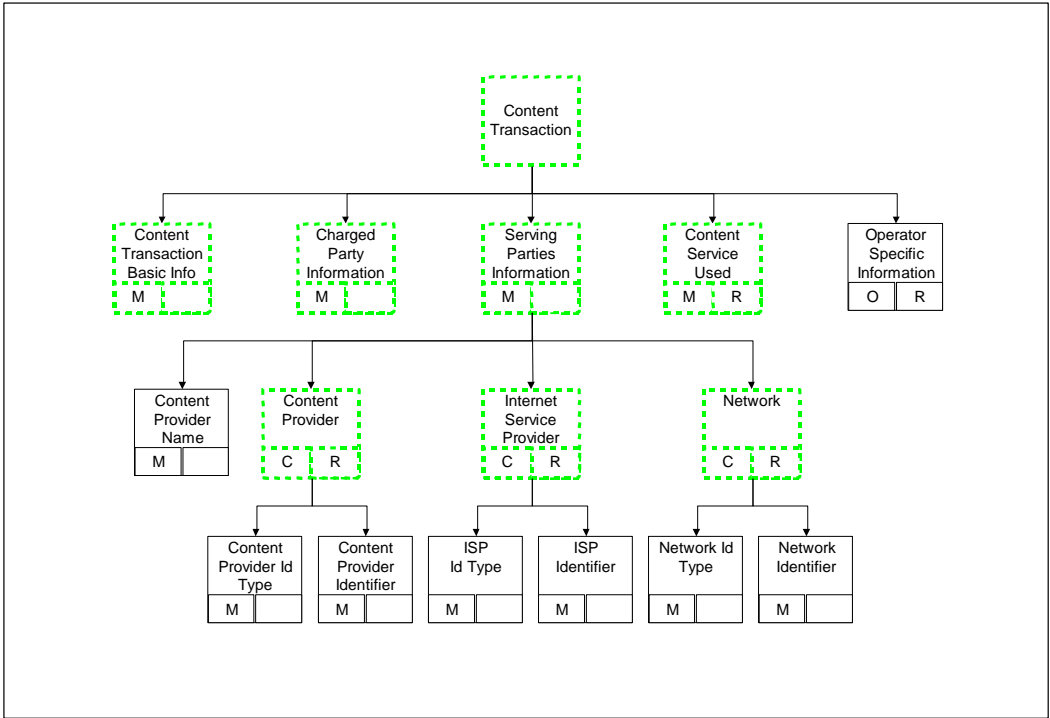 Content
Transaction
Content
Transaction
Basic Info
M
Charged
Party
Information
M
Serving
Parties
Information
M
Content
Service
Used
M R
Operator
Specific
Information
O R
Content
Provider
Name
M
Content
Provider
C R
Internet
Service
Provider
C R
Network
C R
Content
Provider Id
Type
M
Content
Provider
Identifier
M
ISP
Id Type
M
ISP
Identifier
M
Network Id
Type
M
Network
Identifier
M